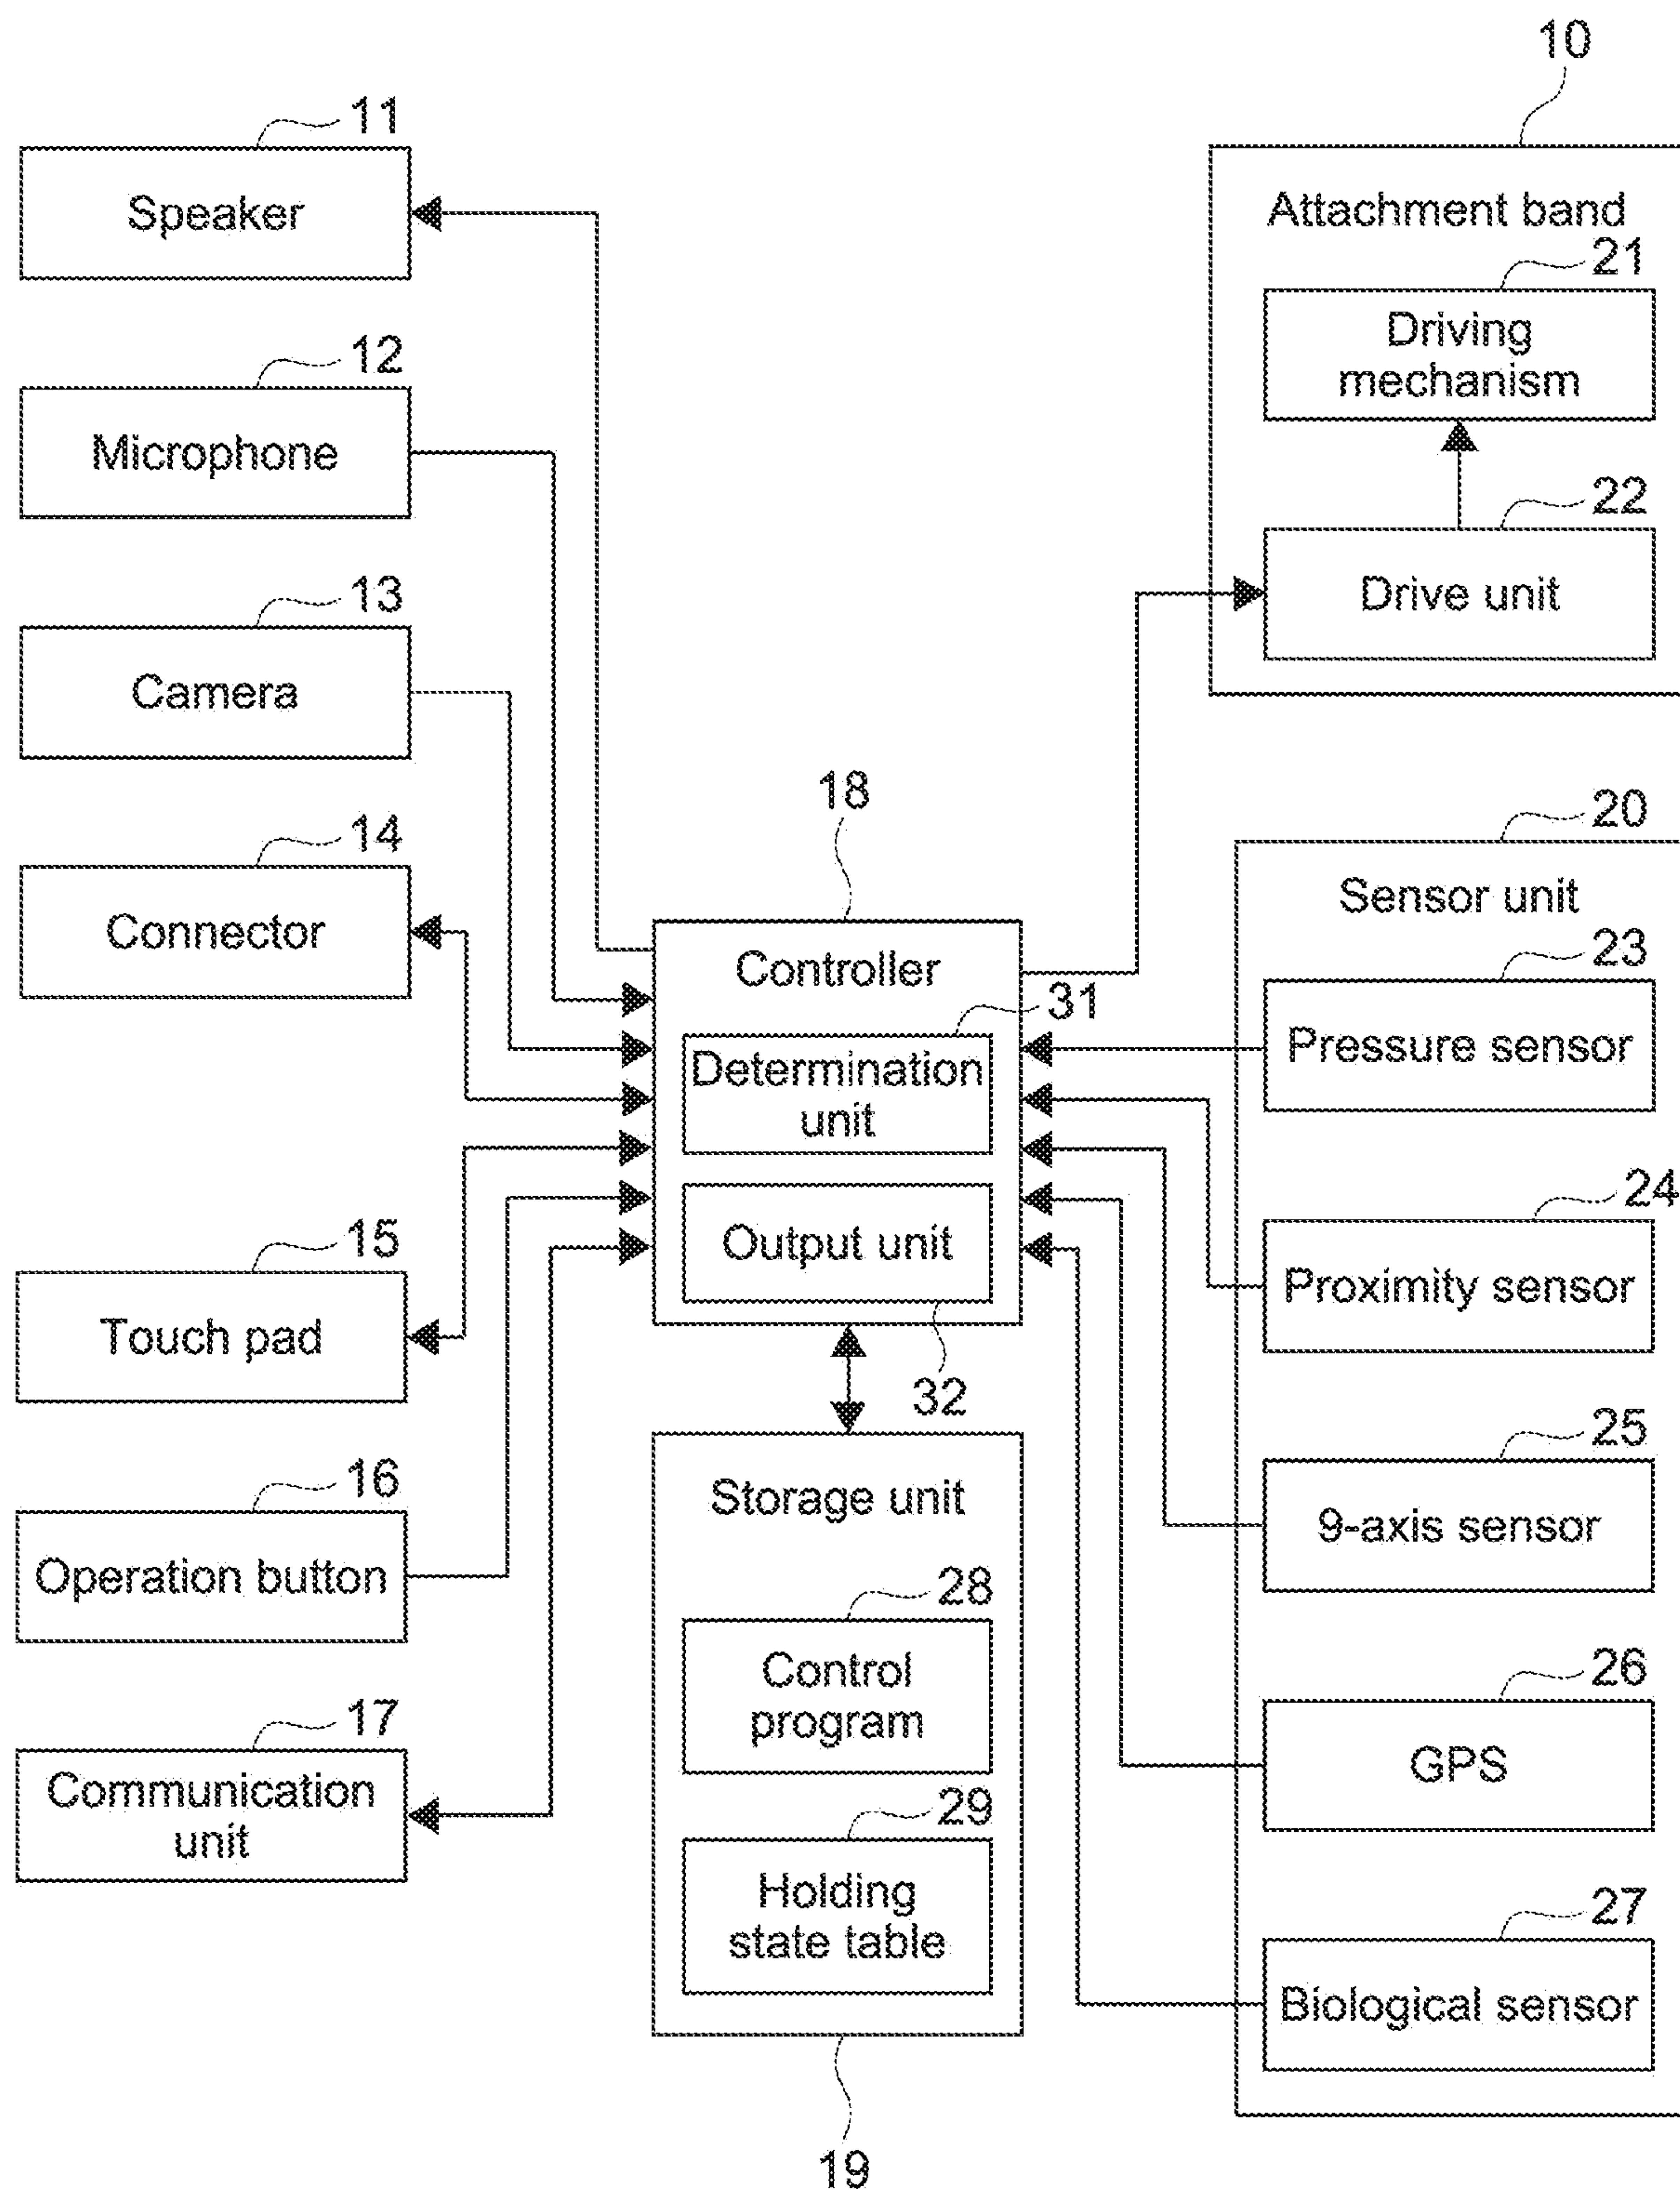 10
11
Speaker
Attachment band
21
Driving
mechanism
12
Microphone
22
Drive unit
13
Camera
18
20
14
Connector
Sensor unit
23
Pressure sensor
Controller
31
Determination
unit
Output unit
32
24
Proximity sensor
15
Touch pad
25
9-axis sensor
16
Operation button
Storage unit
28
Control
program
26
GPS
17
Communication
unit
29
Holding
state table
27
Biological sensor
19